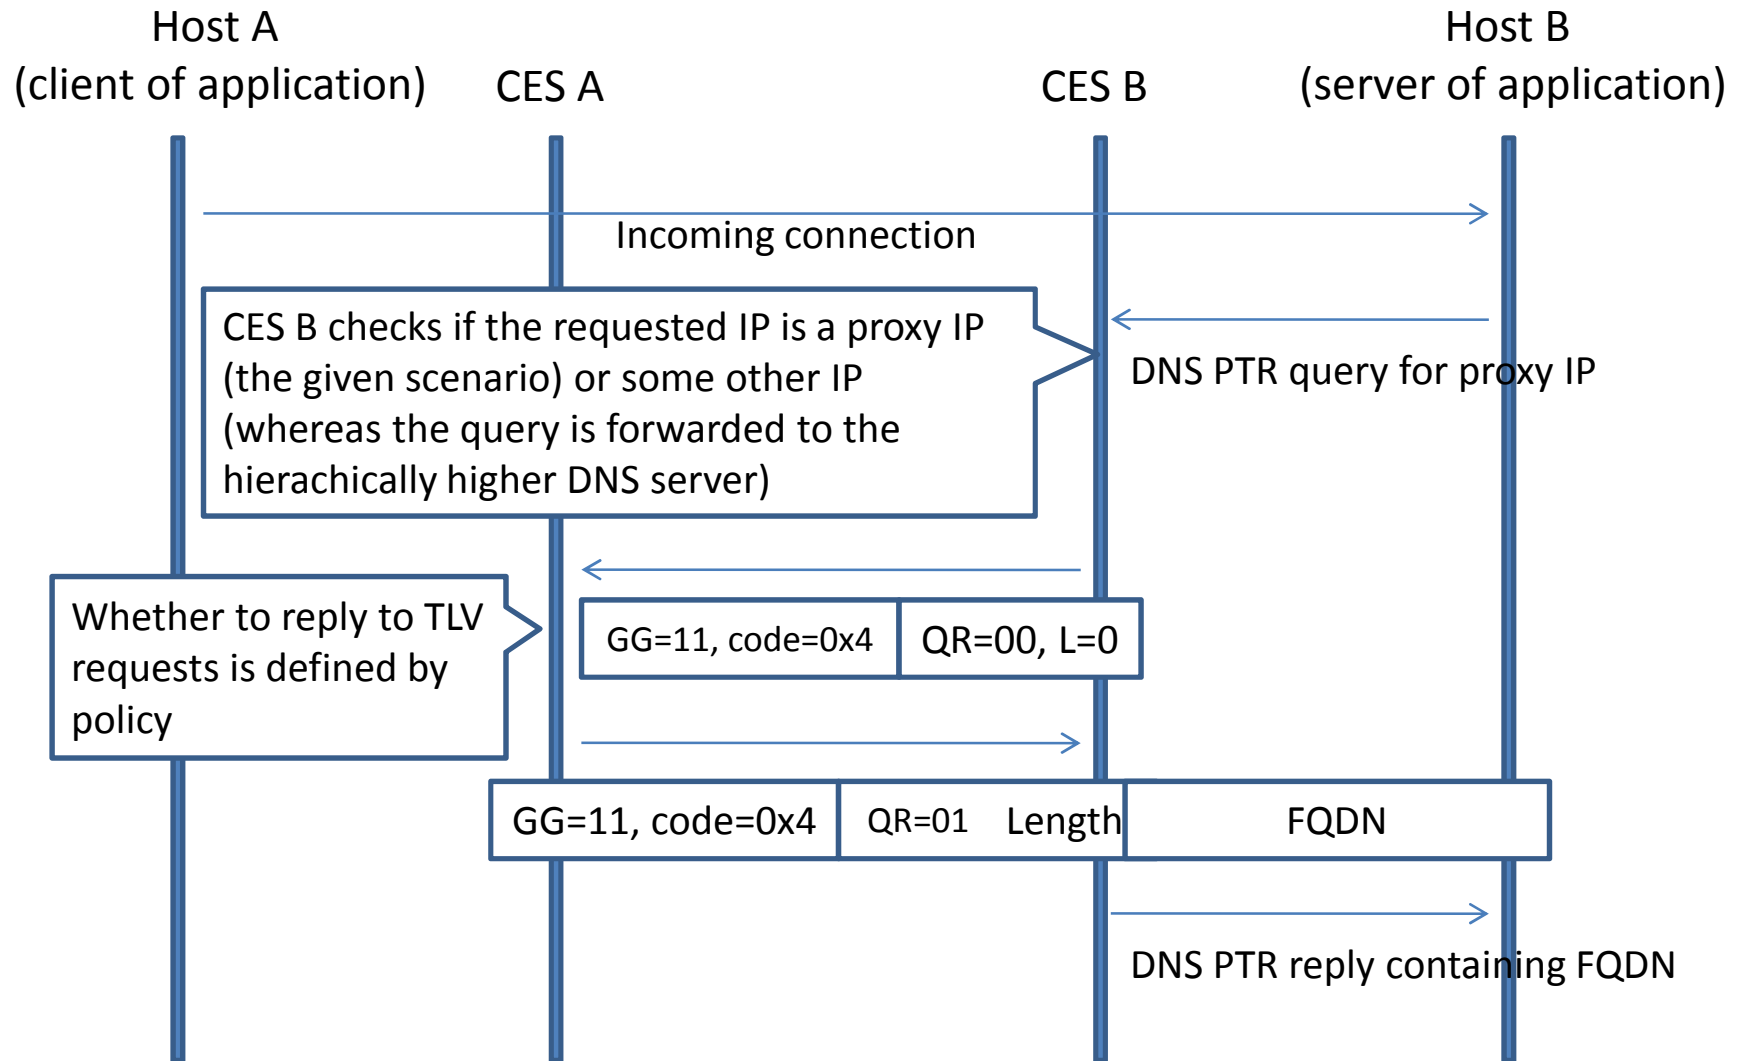 Host A
(client of application)
CES A
CES B
Host B
(server of application)
Incoming connection
CES B checks if the requested IP is a proxy IP
(the given scenario) or some other IP
(whereas the query is forwarded to the
hierachically higher DNS server)
DNS PTR query for proxy IP
Whether to reply to TLV
requests is defined by
policy
GG=11, code=0x4
QR=00, L=0
GG=11, code=0x4
QR=01
Length
FQDN
DNS PTR reply containing FQDN